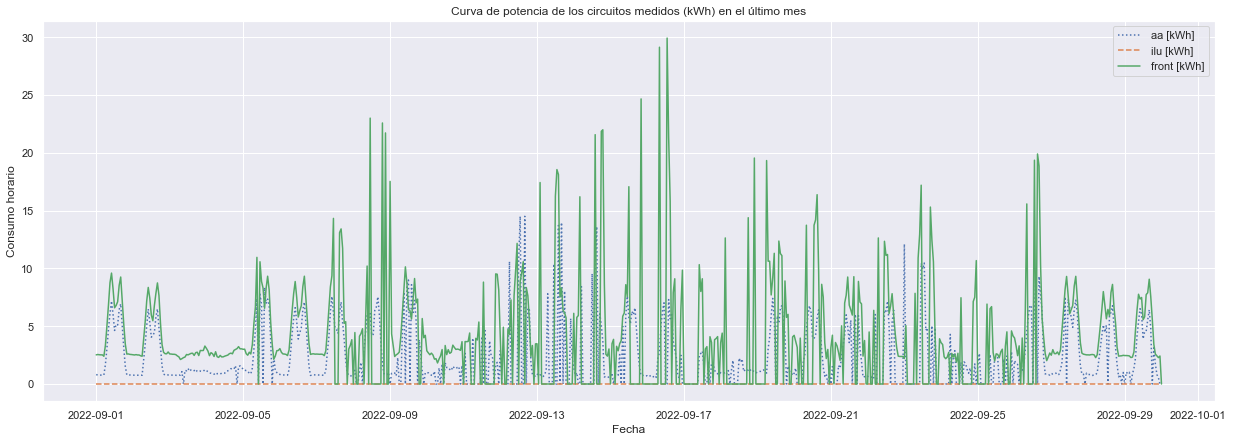 Curva de potencia de los circuitos medidos (kWh) en el último mes
aa [kWh]
ilu [kWh]
front [kWh]
Consumo horario
30
25
20
15
10
5
0
2022-09-01 2022-09-05 2022-09-09 2022-09-13 2022-09-17 2022-09-21 2022-09-25 2022-09-29 2022-10-01
Fecha